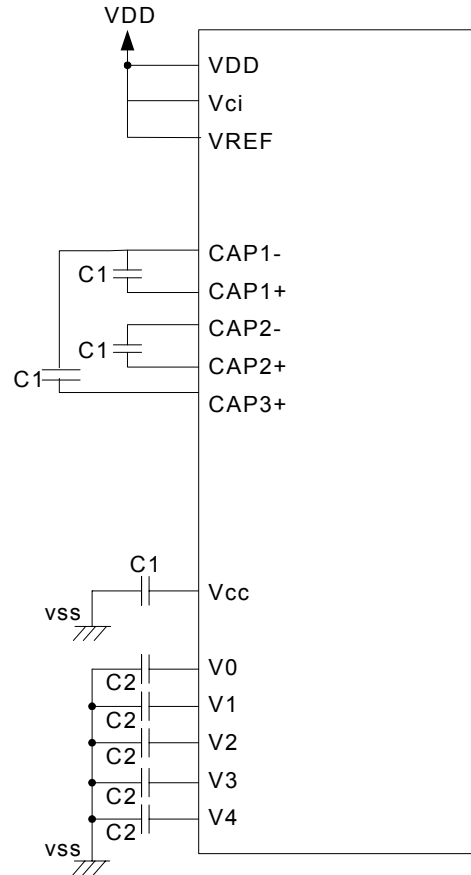 VDD
VDD
Vci
VREF
CAP1-
C1
CAP1+
CAP2-
C1
CAP2+
C1
CAP3+
C1
Vcc
vss
V0
C2
V1
C2
V2
C2
V3
C2
V4
C2
vss